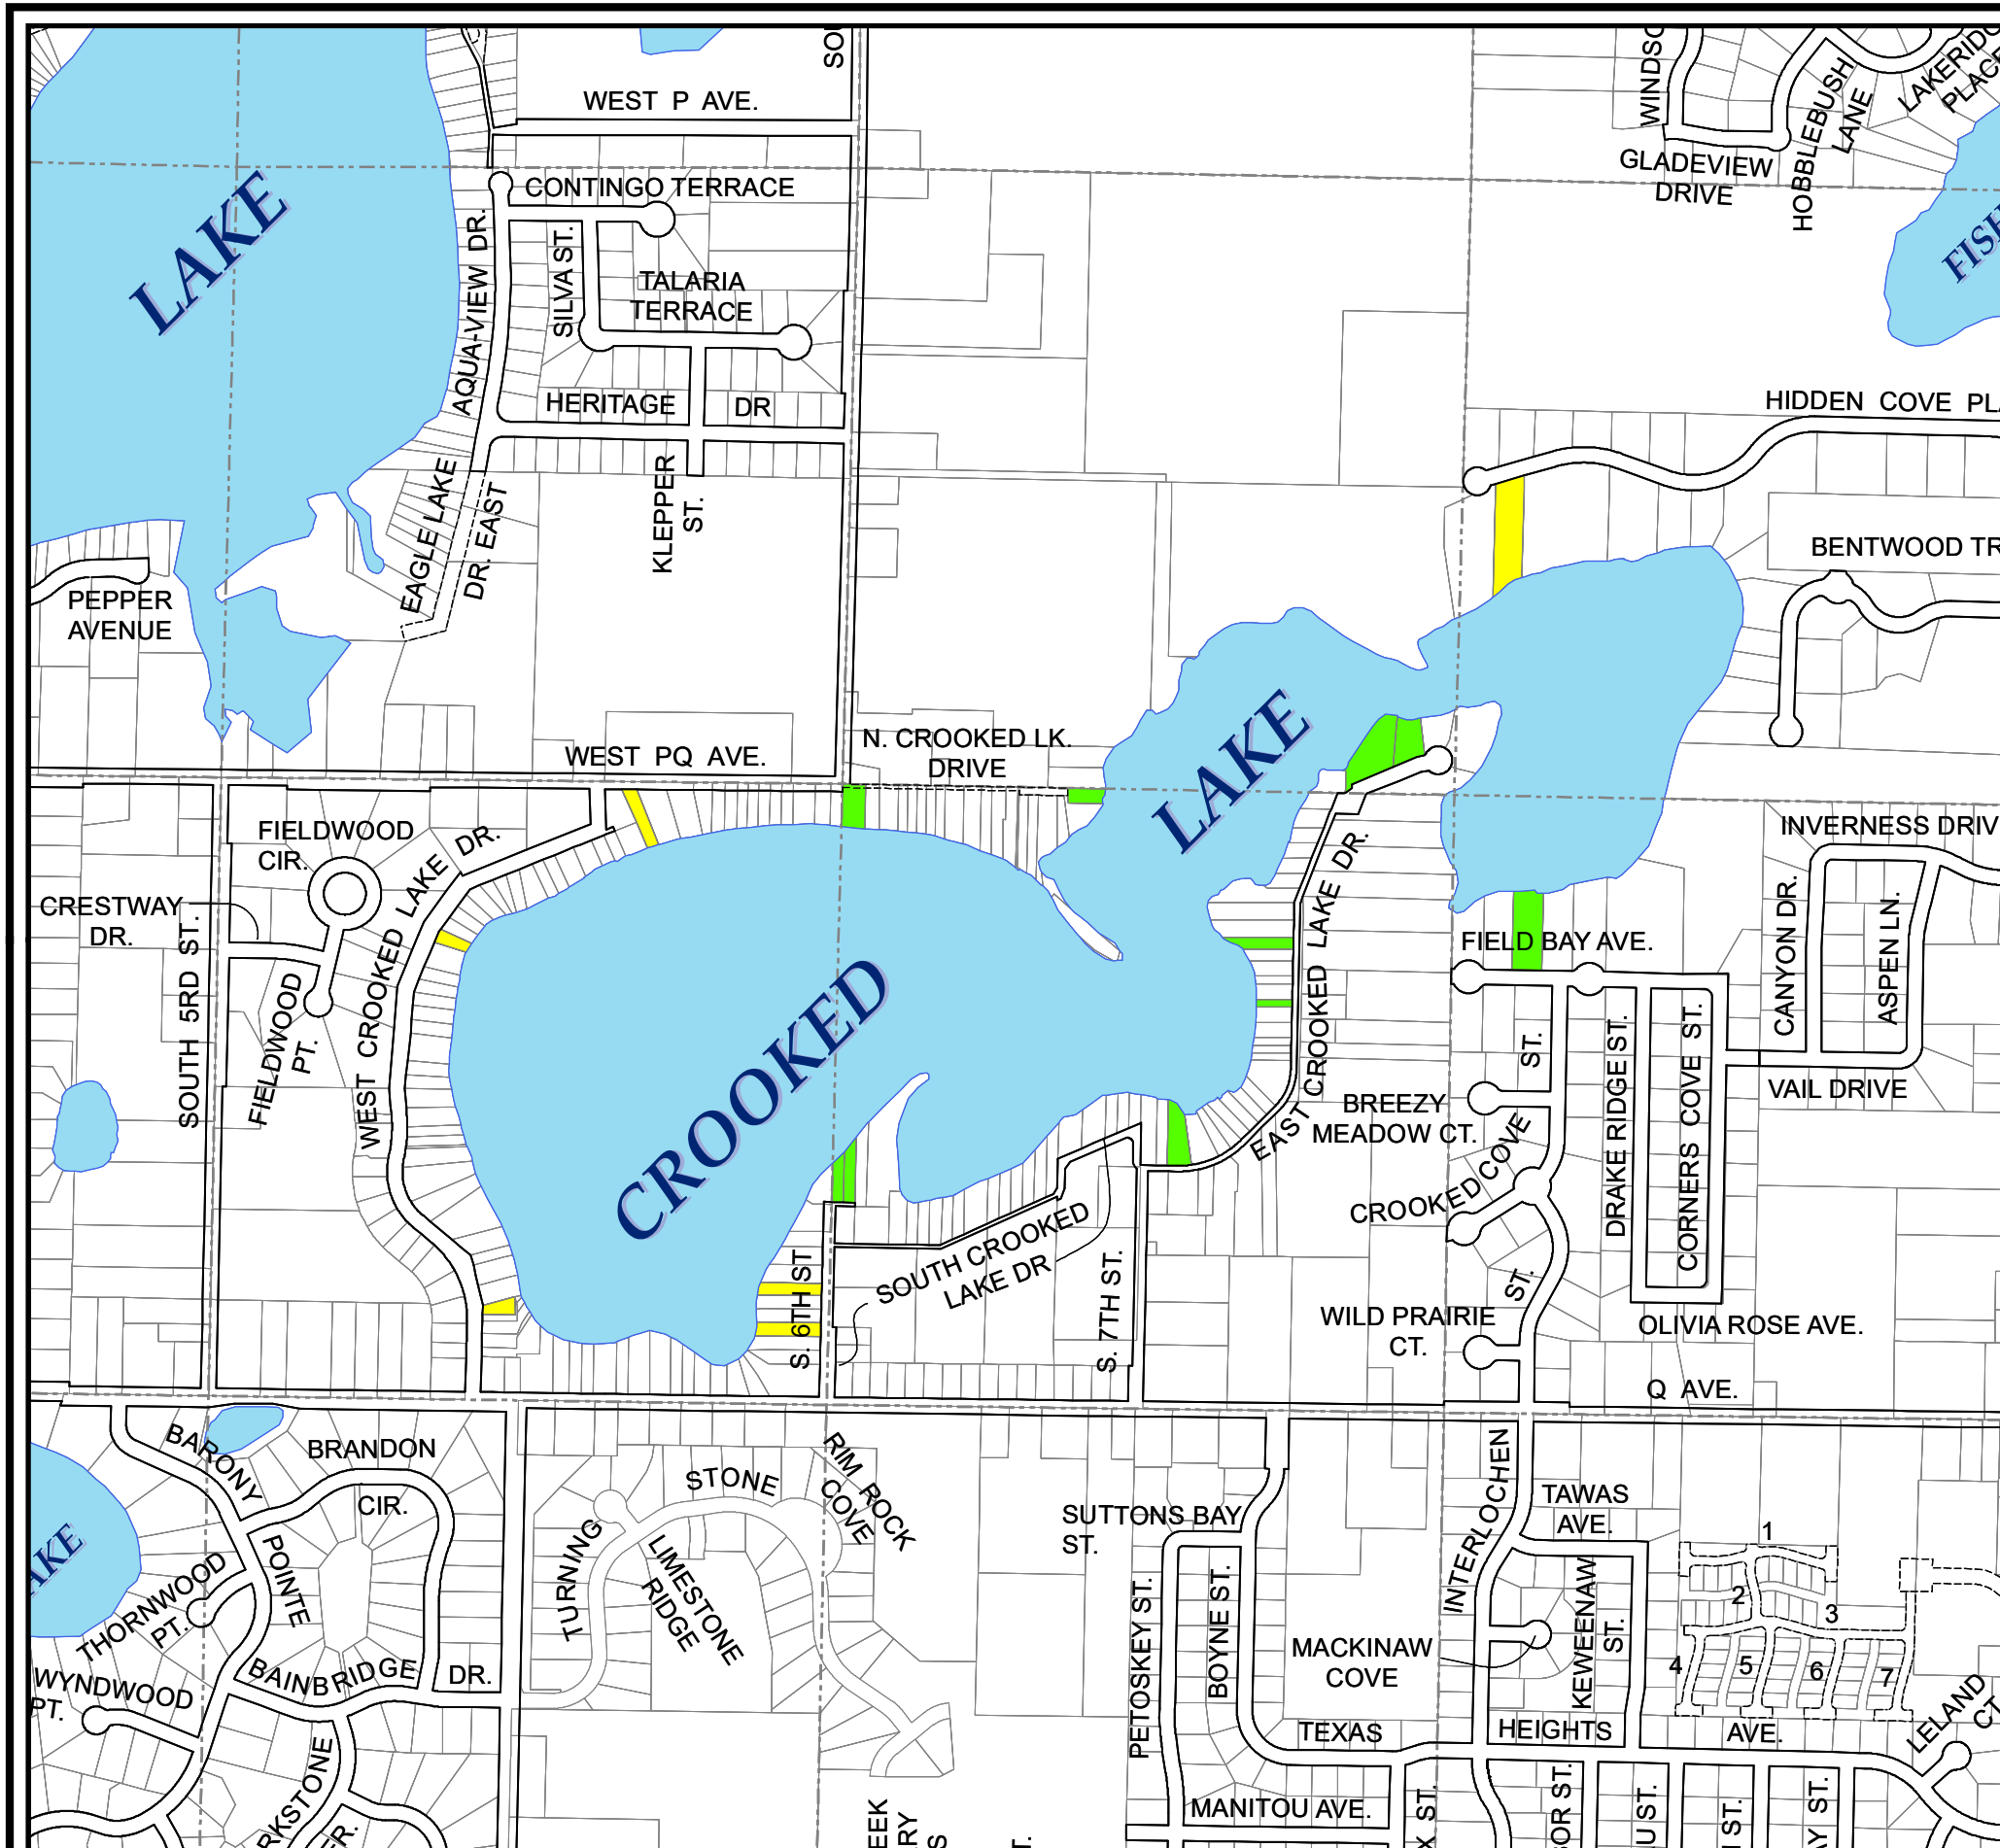 WEST P AVE.
GLADEVIEW
DRIVE
HOBBLEBUSH
LANE
LAKE
CONTINGO TERRACE
AQUA-VIEW DR.
SILVA ST.
TALARIA
TERRACE
HERITAGE DR
HIDDEN COVE PL
EAGLE LAKE
DR. EAST
KLEPPER
ST.
BENTWOOD TR
PEPPER
AVENUE
WEST PQ AVE.
N. CROOKED LK.
DRIVE
LAKE
FIELDWOOD
CIR.
INVERNESS DRIV
CRESTWAY
DR.
SOUTH 5RD ST.
WEST CROOKED LAKE DR.
FIELDWOOD
PT.
EAST CROOKED LAKE DR.
FIELD BAY AVE.
CANYON DR.
ASPEN LN.
CROOKED
BREEZY
MEADOW CT.
CROOKED COVE
ST.
ST.
DRAKE RIDGE ST.
CORNERS COVE ST.
VAIL DRIVE
SOUTH CROOKED
LAKE DR
S. 6TH ST
S. 7TH ST.
WILD PRAIRIE
CT.
OLIVIA ROSE AVE.
Q AVE.
BARONY
POINTE
BRANDON
CIR.
STONE
TURNING
RIM ROCK
COVE
LIMESTONE
RIDGE
SUTTONS BAY
ST.
INTERLOCHEN
TAWAS
AVE.
1
2
3
4
5
6
7
AKE
THORNWOOD
PT.
BAINBRIDGE DR.
WYNDWOOD
PT.
PETOSKEY ST.
BOYNE ST.
MACKINAW
COVE
KEWEENAW
ST.
TEXAS HEIGHTS AVE.
LELAND
CT
MANITOU AVE.